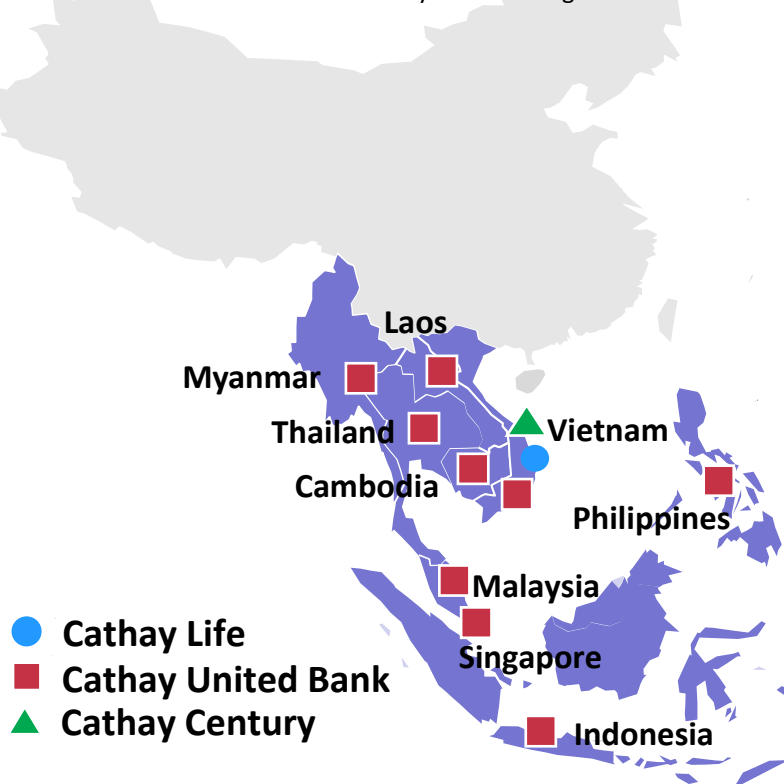 Laos
Myanmar
Thailand
Vietnam
Cambodia
Philippines
Malaysia
Cathay Life
Singapore
Cathay United Bank
Cathay Century
Indonesia